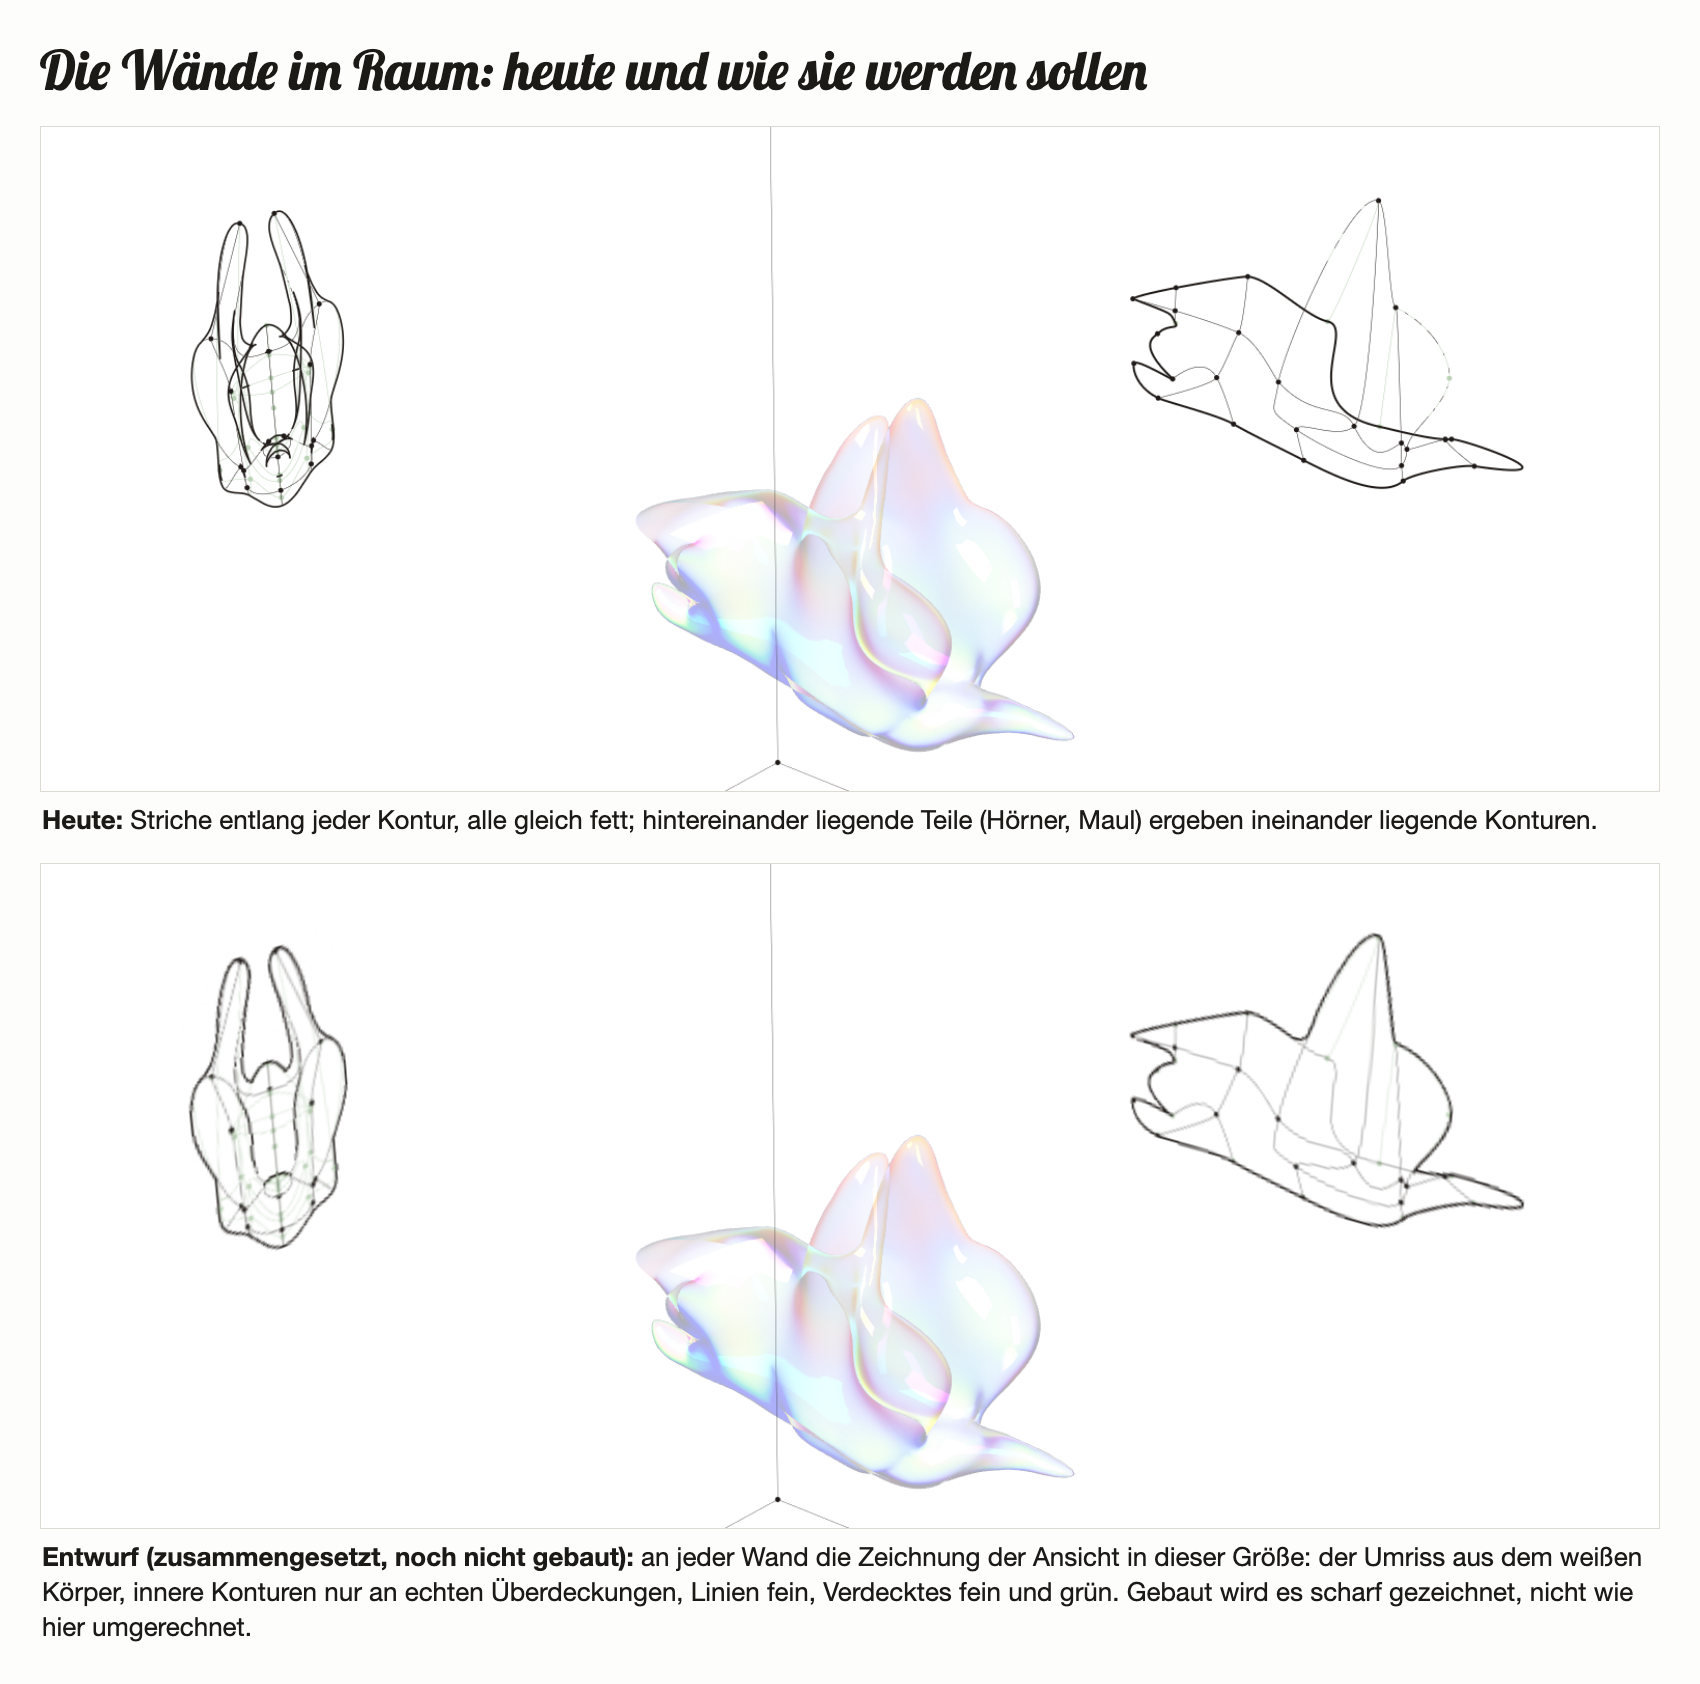 Die Wände im Raum: heute und wie sie werden sollen
Heute: Striche entlang jeder Kontur, alle gleich fett; hintereinander liegende Teile (Hörner, Maul) ergeben ineinander liegende Konturen.
Entwurf (zusammengesetzt, noch nicht gebaut): an jeder Wand die Zeichnung der Ansicht in dieser Größe: der Umriss aus dem weißen
Körper, innere Konturen nur an echten Überdeckungen, Linien fein, Verdecktes fein und grün. Gebaut wird es scharf gezeichnet, nicht wie
hier umgerechnet.